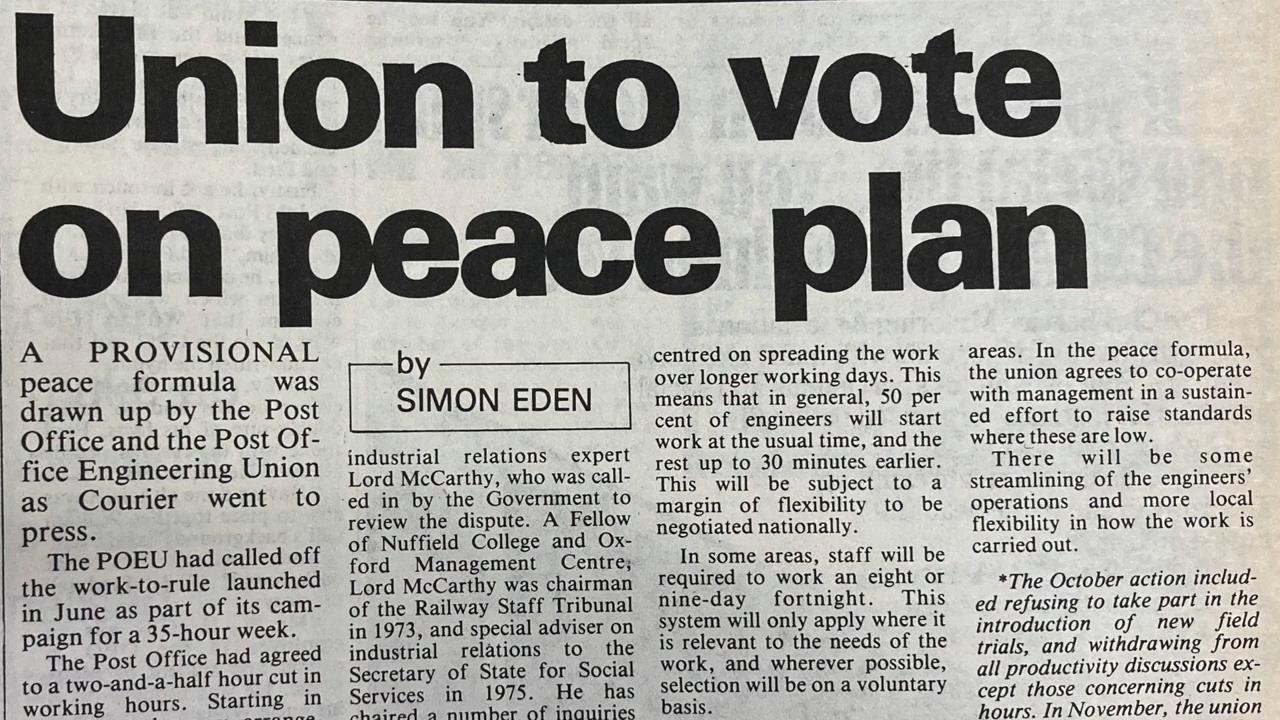 Union to vote
on peace plan
A PROVISIONAL
peace formula was
drawn up by the Post
Office and the Post Of-
fice Engineering Union
as Courier went to
press.
The POEU had called off
the work-to-rule launched
in June as part of its cam-
paign for a 35-hour week.
The Post Office had agreed
to a two-and-a-half hour cut in
working hours. Starting in
by
SIMON EDEN
industrial relations expert
Lord McCarthy, who was call-
ed in by the Government to
review the dispute. A Fellow
of Nuffield College and Ox-
ford Management Centre,
Lord McCarthy was chairman
of the Railway Staff Tribunal
in 1973, and special adviser on
industrial relations to the
Secretary of State for Social
Services in 1975. He has
chaired a number of inquiries
centred on spreading the work
over longer working days. This
means that in general, 50 per
cent of engineers will start
work at the usual time, and the
rest up to 30 minutes earlier.
This will be subject to a
margin of flexibility to be
negotiated nationally.
In some areas, staff will be
required to work an eight or
nine-day fortnight. This
system will only apply where it
is relevant to the needs of the
work, and wherever possible,
selection will be on a voluntary
basis.
areas. In the peace formula,
the union agrees to co-operate
with management in a sustain-
ed effort to raise standards
where these are low.
There will be some
streamlining of the engineers'
operations and more local
flexibility in how the work is
carried out.
*The October action includ-
ed refusing to take part in the
introduction of new field
trials, and withdrawing from
all productivity discussions ex-
cept those concerning cuts in
hours. In November, the union